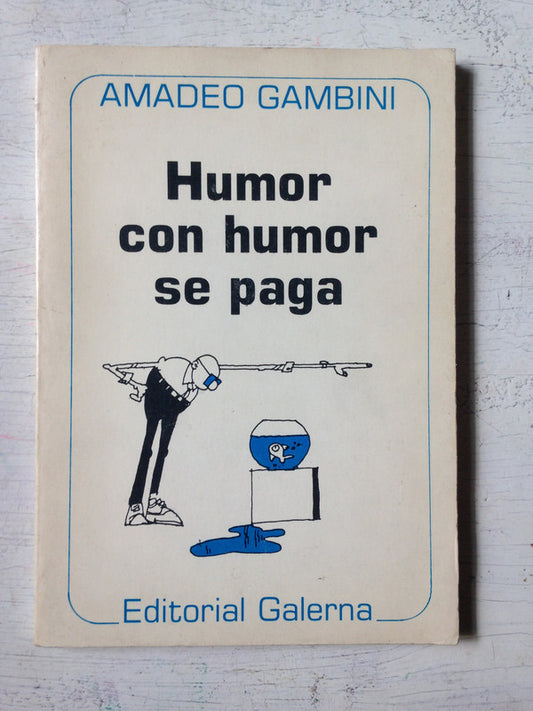 AMADEO GAMBINI
Humor
con humor
se paga
Editorial Galerna